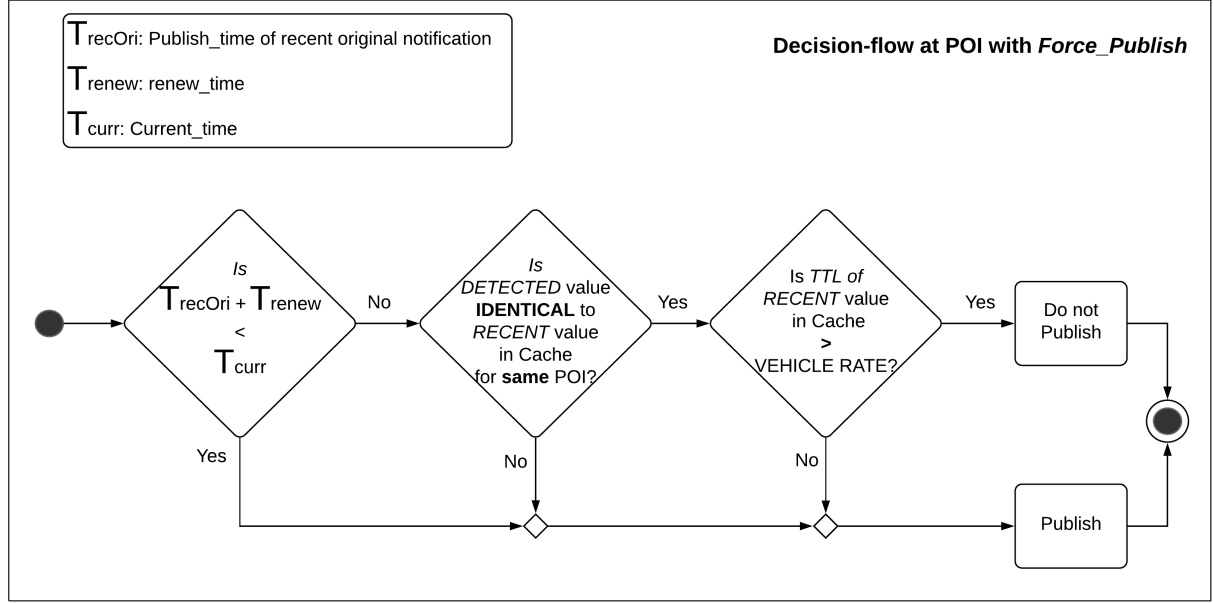 TrecOri: Publish_time of recent original notification
Trenew: renew_time
Tcurr: Current_time
Decision-flow at POI with Force_Publish
Is
TrecOri + Trenew
<
Tcurr
No
Is
DETECTED value
IDENTICAL to
RECENT value
in Cache
for same POI?
Yes
Is TTL of
RECENT value
in Cache
>
VEHICLE RATE?
Yes
Do not
Publish
Yes
No
No
Publish